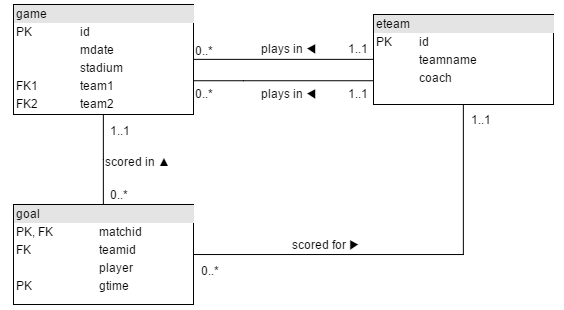 game
PK id
mdate
stadium
FK1 team1
FK2 team2
eteam
PK id
teamname
coach
0..* plays in ◀ 1..1
0..* plays in ◀ 1..1
1..1
scored in ▲
0..*
1..1
goal
PK, FK matchid
FK teamid
player
PK gtime
scored for ▶
0..*